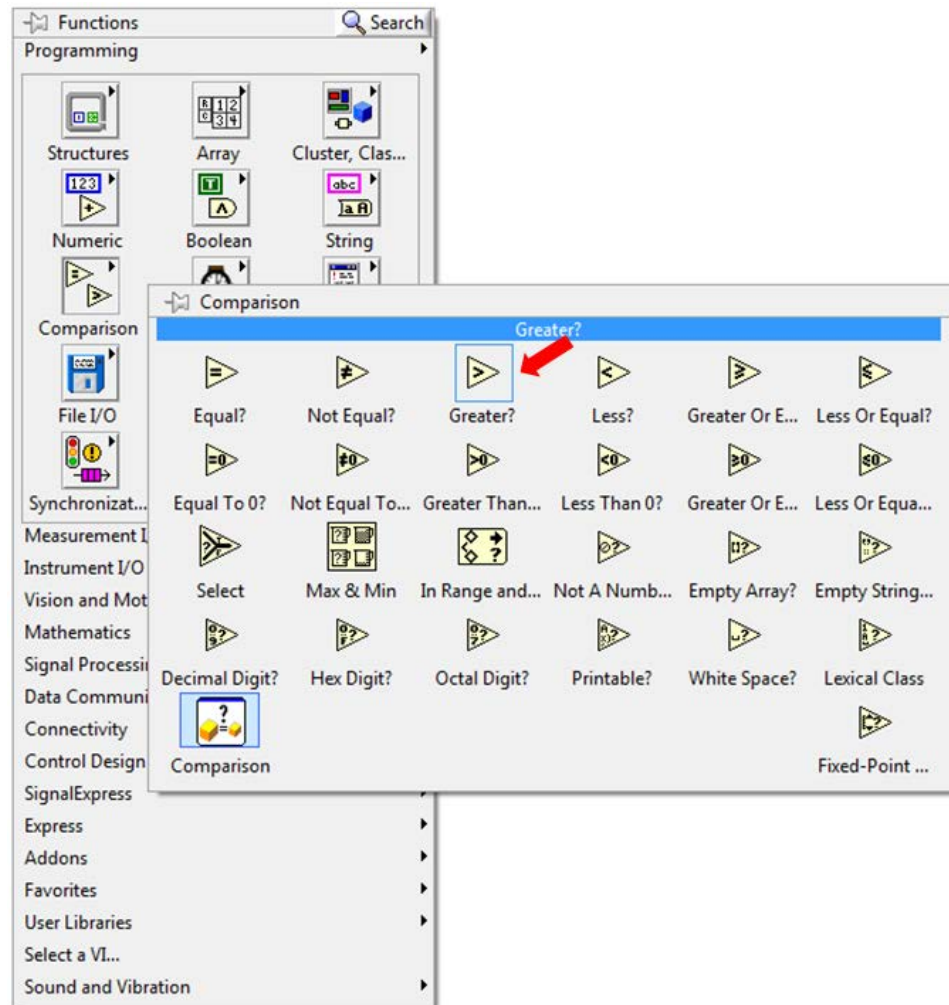 Functions
Search
Programming
Structures
Array
Cluster, Clas...
Numeric
Boolean
String
Comparison
File I/O
Synchronizat...
Measurement I
Instrument I/O
Vision and Mot
Mathematics
Signal Processi
Data Communi
Connectivity
Control Design
SignalExpress
Express
Addons
Favorites
User Libraries
Select a VI...
Sound and Vibration
Comparison
Greater?
Equal?
Not Equal?
Greater?
Less?
Greater Or E...
Less Or Equal?
Equal To 0?
Not Equal To...
Greater Than...
Less Than 0?
Greater Or E...
Less Or Equa...
Select
Max & Min
In Range and...
Not A Numb...
Empty Array?
Empty String...
Decimal Digit?
Hex Digit?
Octal Digit?
Printable?
White Space?
Lexical Class
Comparison
Fixed-Point ...